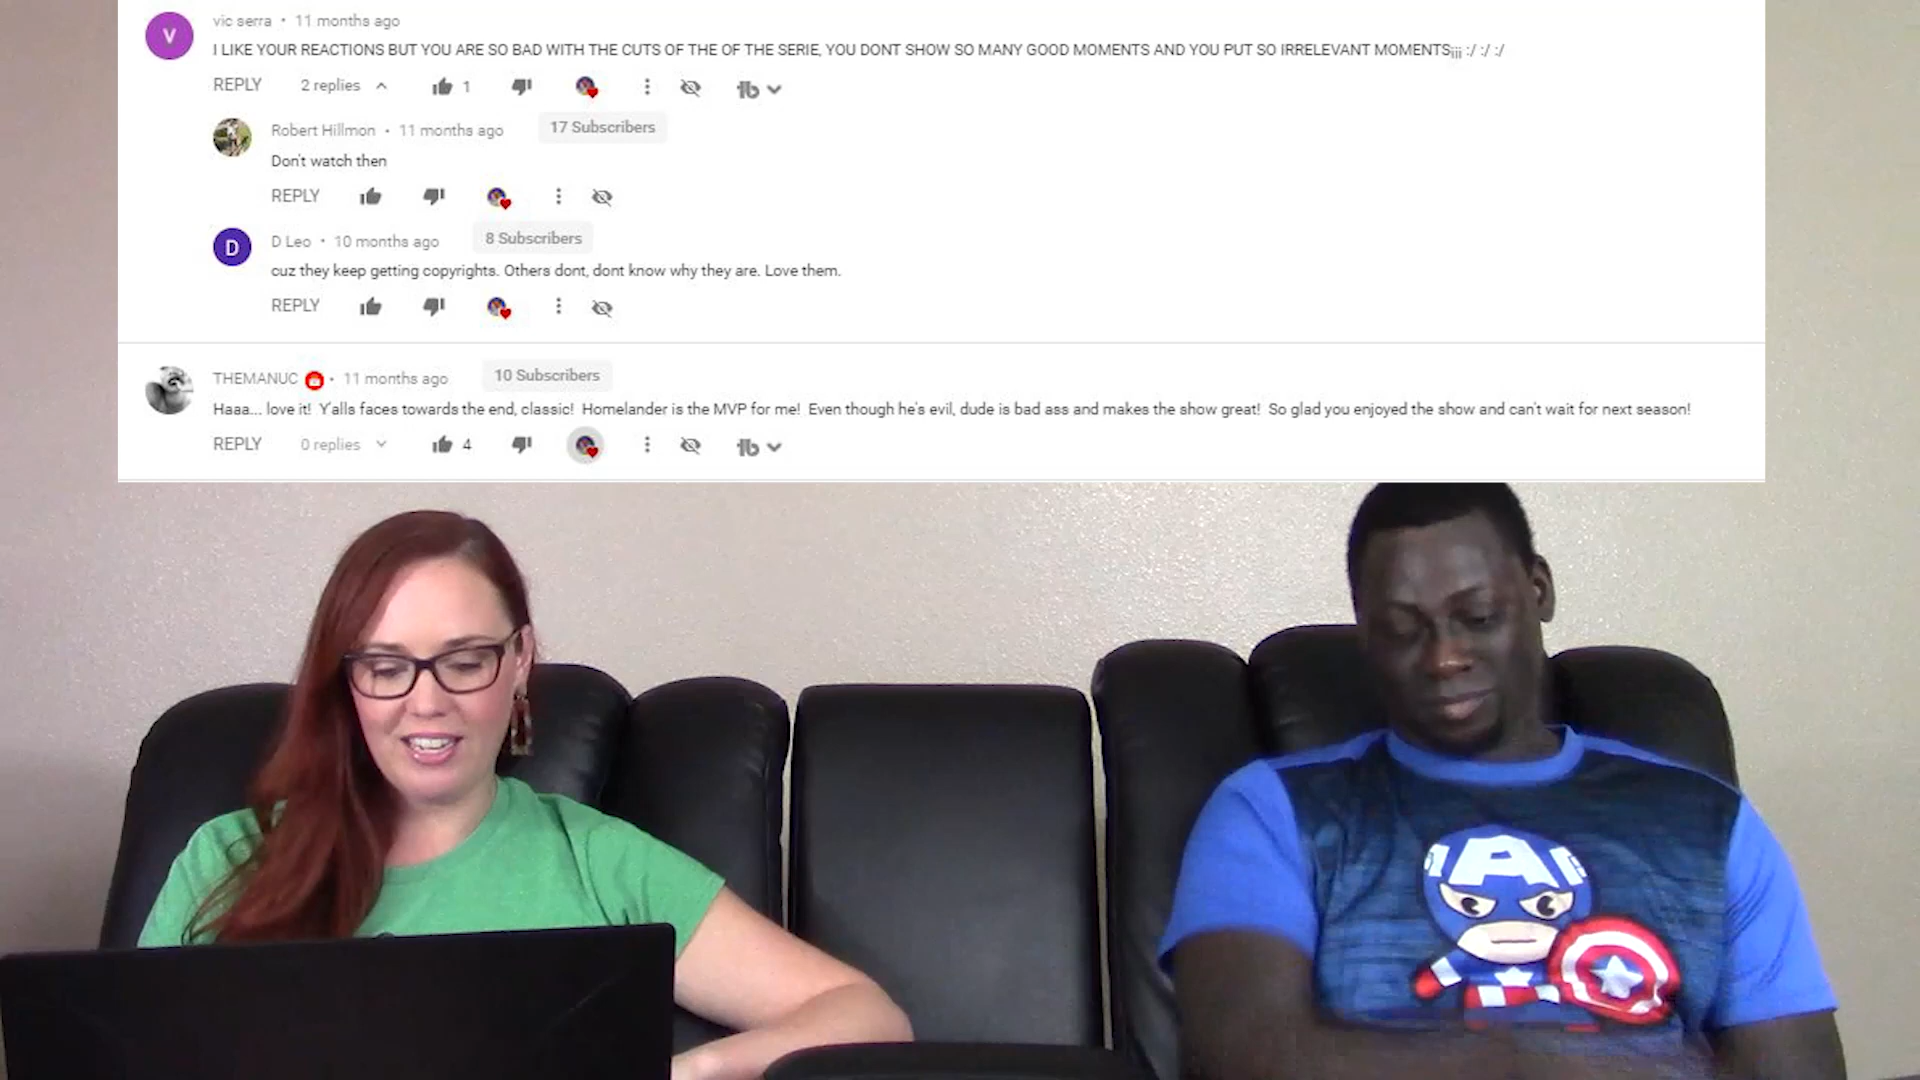 V
vic serra • 11 months ago
I LIKE YOUR REACTIONS BUT YOU ARE SO BAD WITH THE CUTS OF THE OF THE SERIE, YOU DONT SHOW SO MANY GOOD MOMENTS AND YOU PUT SO IRRELEVANT MOMENTS¡¡¡ :/ :/ :/
REPLY 2 replies 1
Robert Hillmon • 11 months ago 17 Subscribers
Don't watch then
REPLY
D
D Leo • 10 months ago 8 Subscribers
cuz they keep getting copyrights. Others dont, dont know why they are. Love them.
REPLY
THEMANUC • 11 months ago 10 Subscribers
Haaa... love it! Y'alls faces towards the end, classic! Homelander is the MVP for me! Even though he's evil, dude is bad ass and makes the show great! So glad you enjoyed the show and can't wait for next season!
REPLY 0 replies 4
A